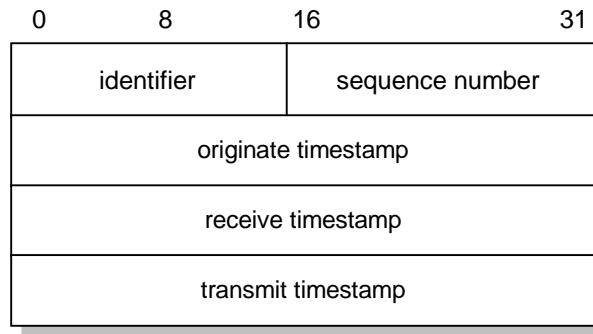 0 8 16 31
identifier sequence number
originate timestamp
receive timestamp
transmit timestamp